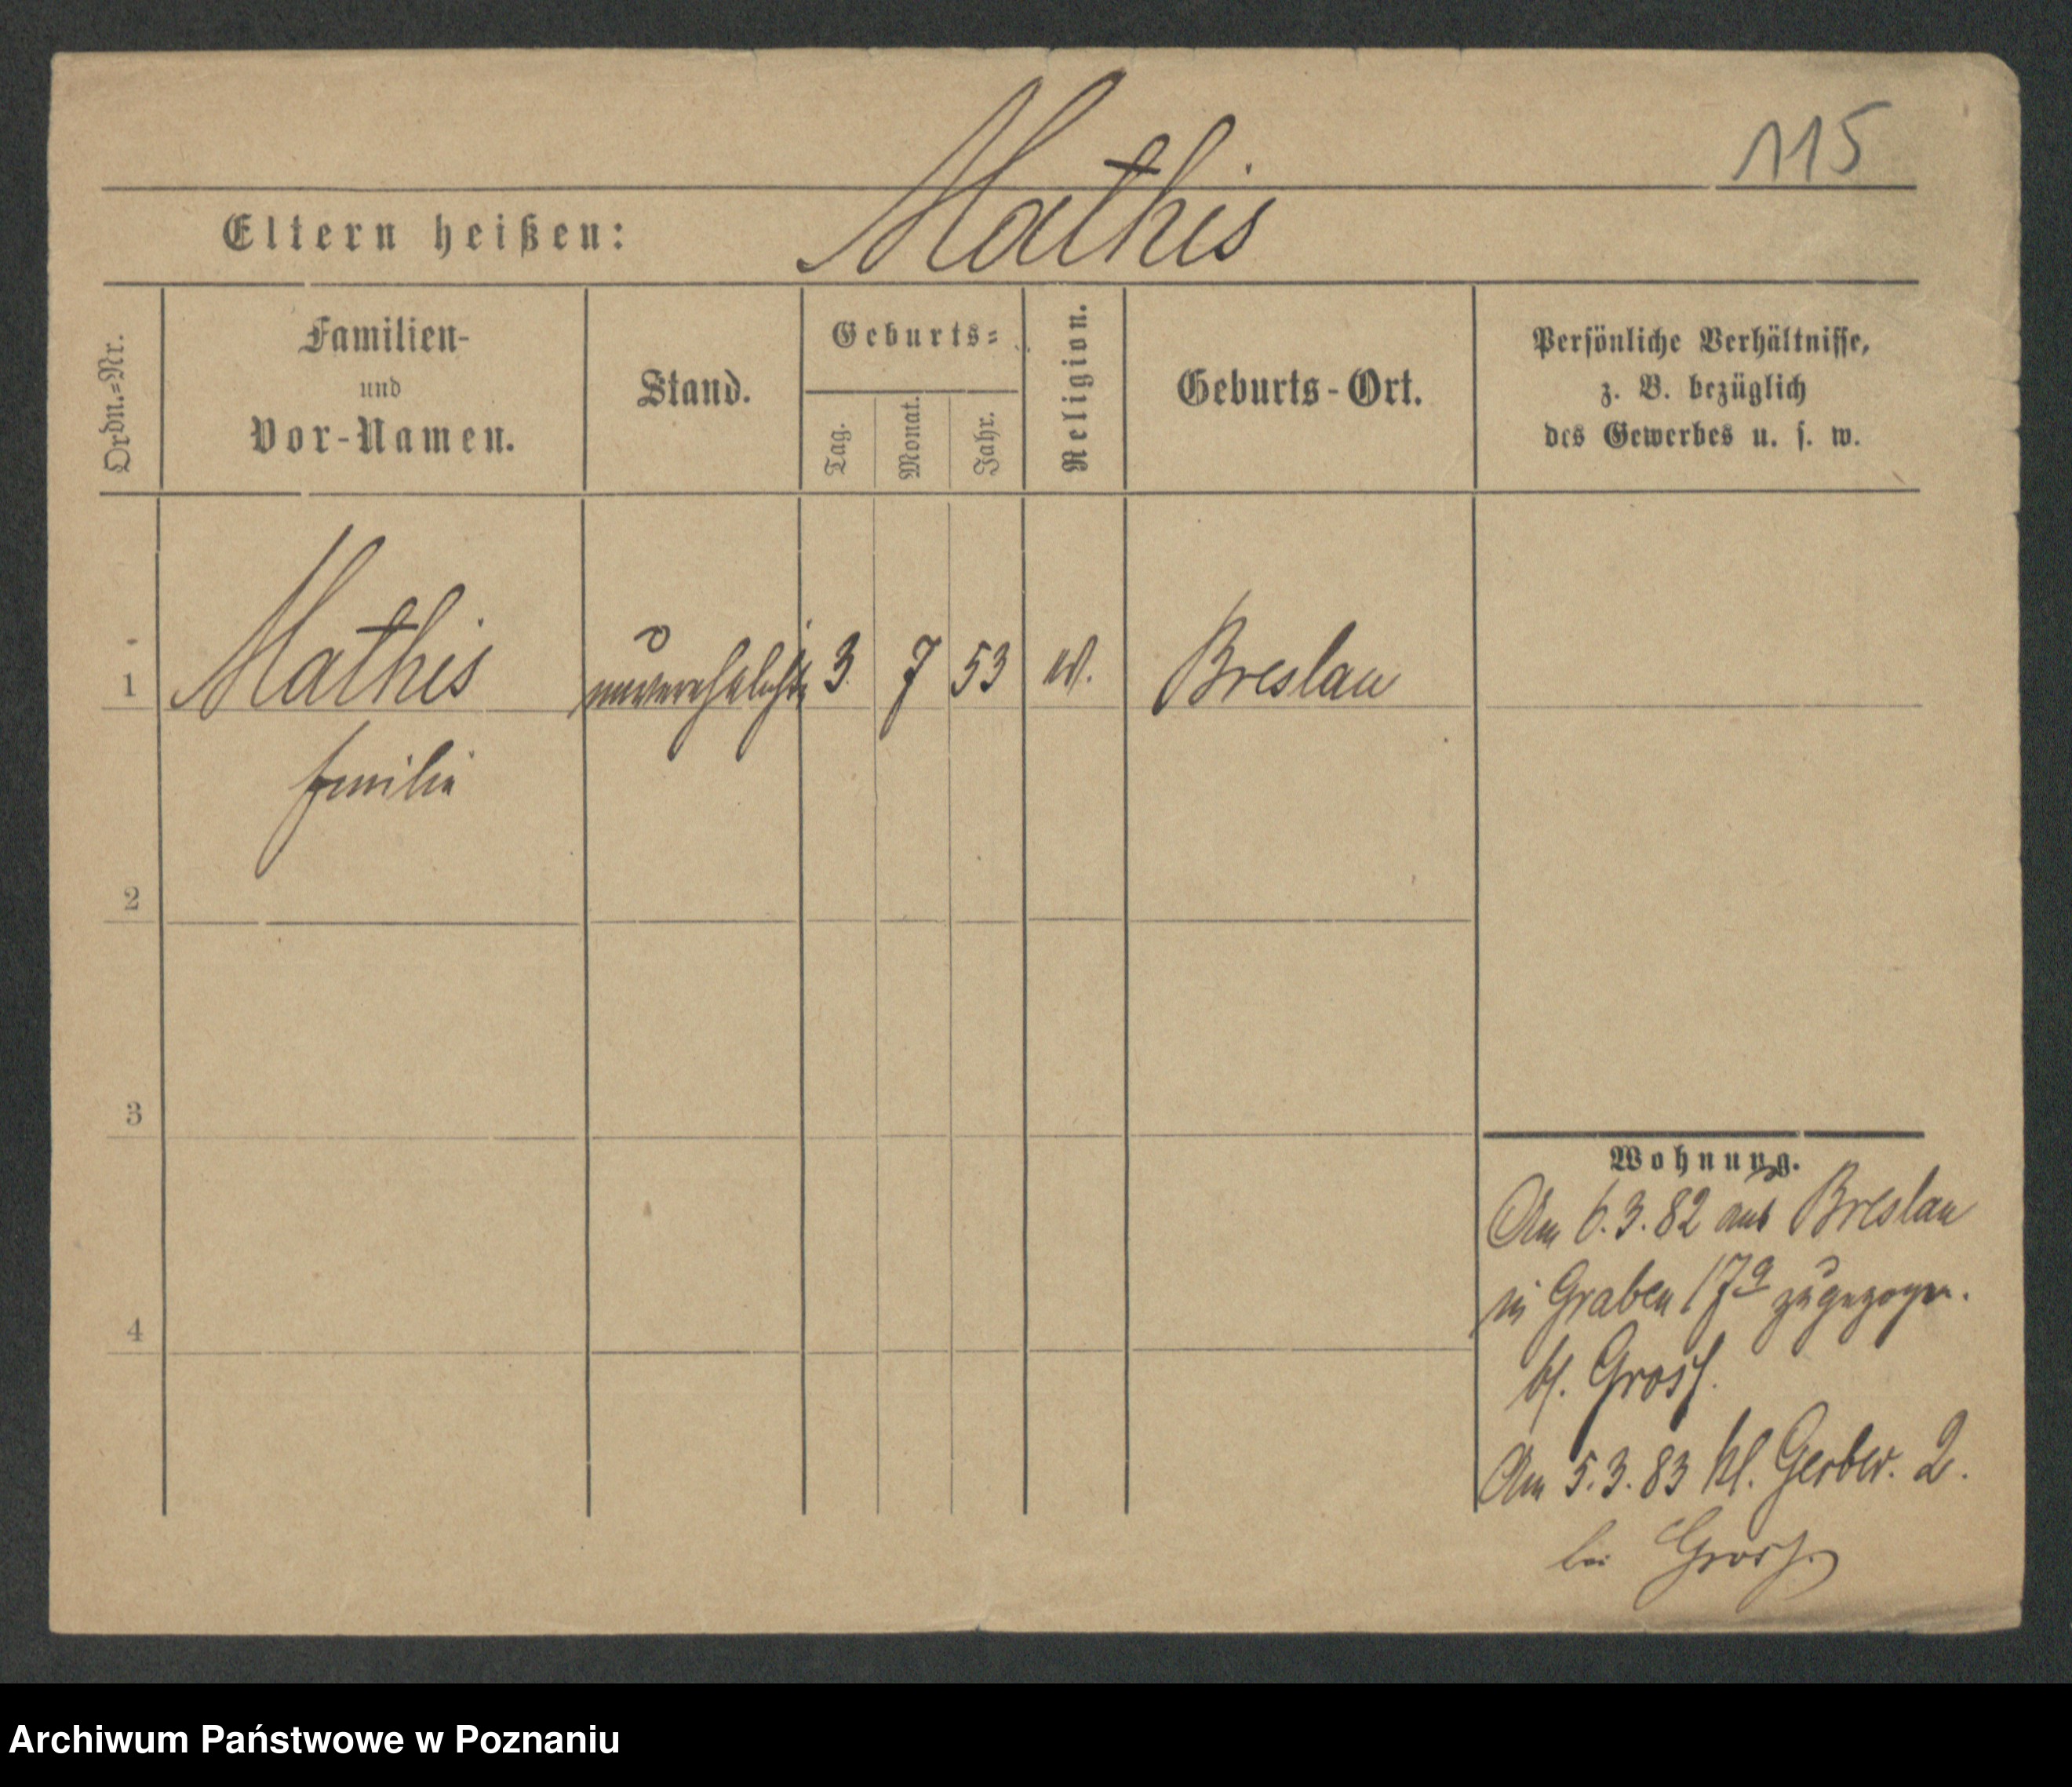 115
Mathis
Eltern heißen:
Ordn.=Nr.
Familien-
und
Vor-Namen.
Stand.
Geburts=
Tag.
Monat.
Jahr.
Religion.
Geburts-Ort.
Persönliche Verhältnisse,
z. B. bezüglich
des Gewerbes u. s. w.
1 Mathis unverehelicht 3. 7 53 Breslau
Emilie
2
3
4
Wohnung.
Am 6.3.82 aus Breslau
in Graben 17a zugezogen.
b/. Gross.
Am 5.3.83 kl. Gerber. 2.
bei Gross.
Archiwum Państwowe w Poznaniu